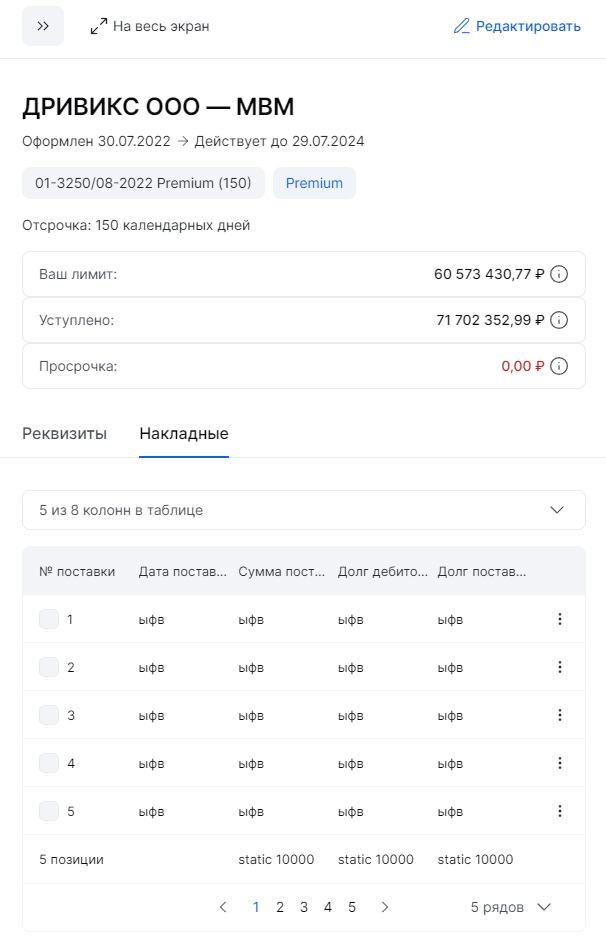 На весь экран
Редактировать
ДРИВИКС ООО — МВМ
Оформлен 30.07.2022 → Действует до 29.07.2024
01-3250/08-2022 Premium (150) Premium
Отсрочка: 150 календарных дней
Ваш лимит: 60 573 430,77 ₽
Уступлено: 71 702 352,99 ₽
Просрочка: 0,00 ₽
Реквизиты Накладные
5 из 8 колонн в таблице
№ поставки Дата постав... Сумма пост... Долг дебито... Долг постав...
1 ыфв ыфв ыфв ыфв
2 ыфв ыфв ыфв ыфв
3 ыфв ыфв ыфв ыфв
4 ыфв ыфв ыфв ыфв
5 ыфв ыфв ыфв ыфв
5 позиции static 10000 static 10000 static 10000
1 2 3 4 5 5 рядов